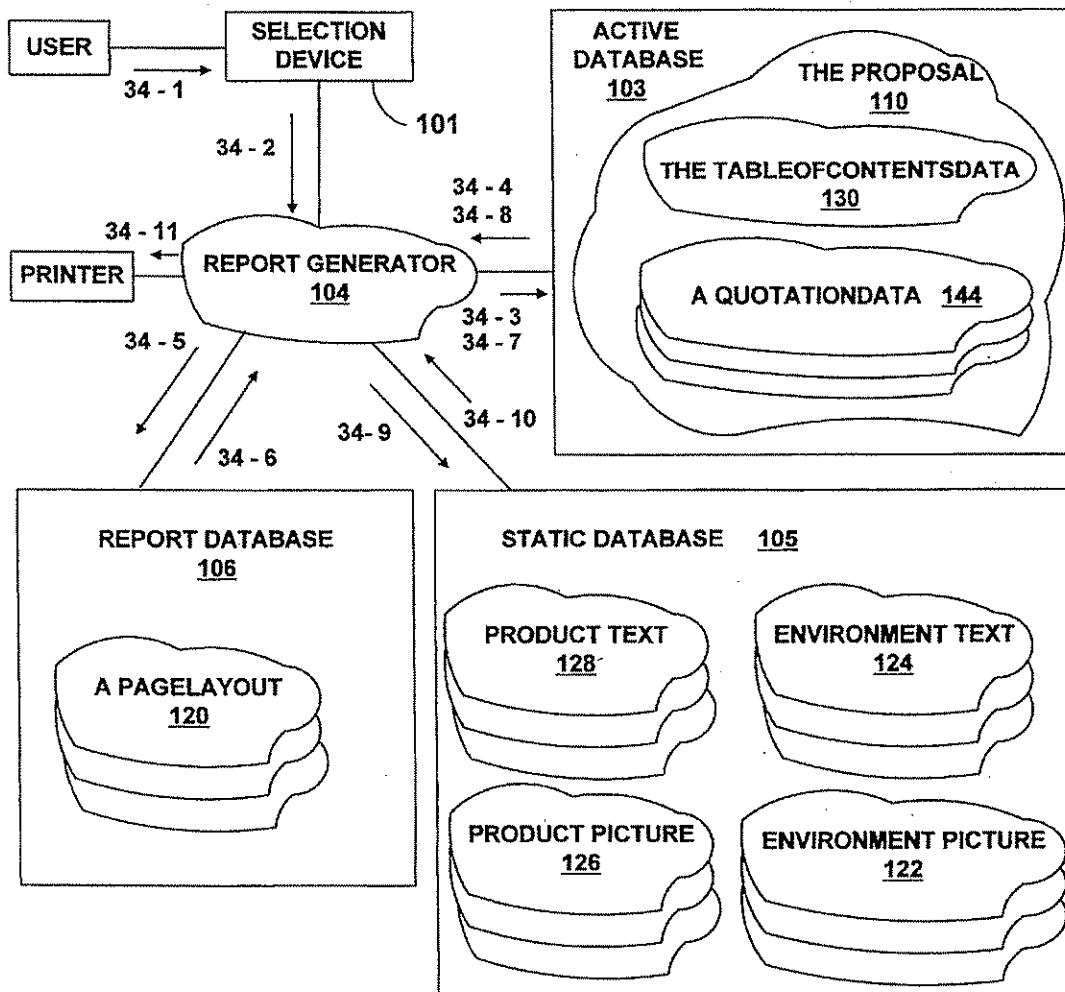 USER
SELECTION
DEVICE
34 - 1
101
34 - 2
ACTIVE
DATABASE
103
THE PROPOSAL
110
THE TABLEOFCONTENTSDATA
130
A QUOTATIONDATA 144
34 - 4
34 - 8
34 - 11
PRINTER
REPORT GENERATOR
104
34 - 3
34 - 7
34 - 5
34 - 6
34- 9
34 - 10
REPORT DATABASE
106
A PAGELAYOUT
120
STATIC DATABASE 105
PRODUCT TEXT
128
ENVIRONMENT TEXT
124
PRODUCT PICTURE
126
ENVIRONMENT PICTURE
122